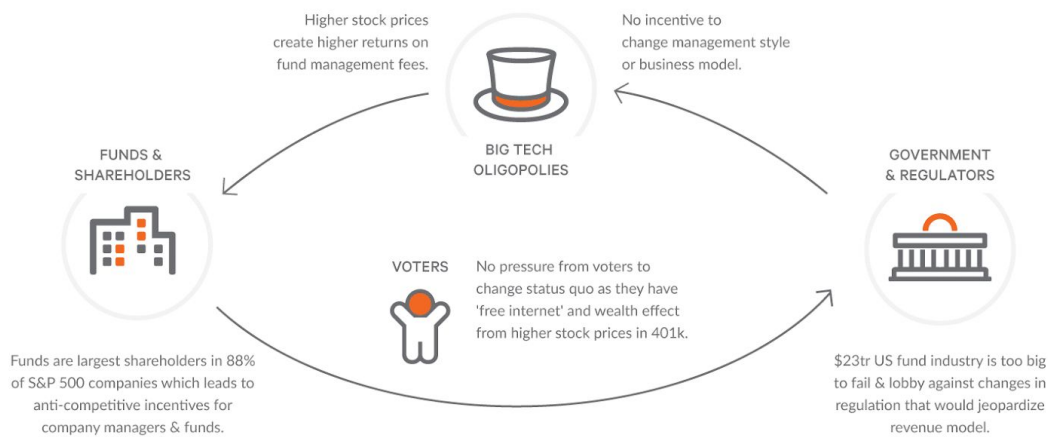 Higher stock prices
create higher returns on
fund management fees.
No incentive to
change management style
or business model.
BIG TECH
OLIGOPOLIES
FUNDS &
SHAREHOLDERS
GOVERNMENT
& REGULATORS
VOTERS
No pressure from voters to
change status quo as they have
'free internet' and wealth effect
from higher stock prices in 401k.
Funds are largest shareholders in 88%
of S&P 500 companies which leads to
anti-competitive incentives for
company managers & funds.
$23tr US fund industry is too big
to fail & lobby against changes in
regulation that would jeopardize
revenue model.